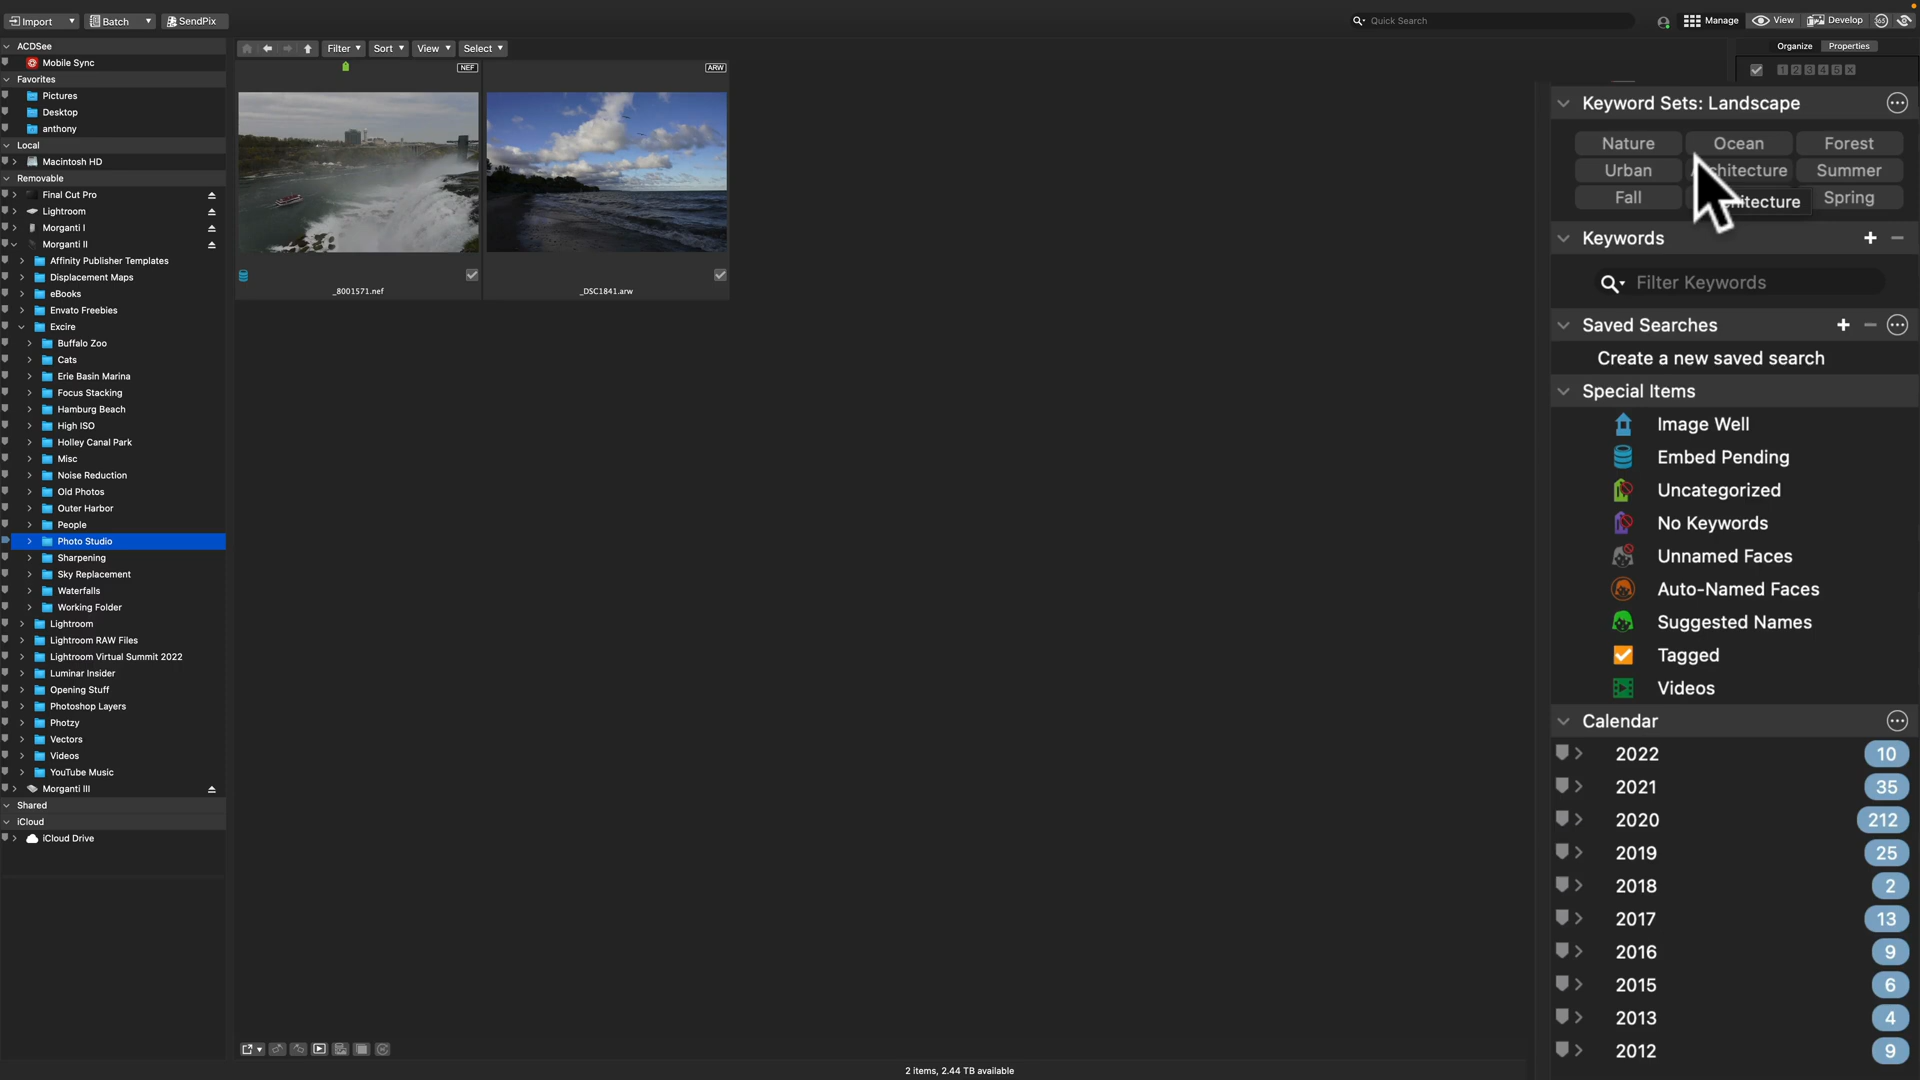 Import
Batch
SendPix
Quick Search
Manage
View
Develop
365
ACDSee
Mobile Sync
Favorites
Pictures
Desktop
anthony
Local
Macintosh HD
Removable
Final Cut Pro
Lightroom
Morganti I
Morganti II
Affinity Publisher Templates
Displacement Maps
eBooks
Envato Freebies
Excire
Buffalo Zoo
Cats
Erie Basin Marina
Focus Stacking
Hamburg Beach
High ISO
Holley Canal Park
Misc
Noise Reduction
Old Photos
Outer Harbor
People
Photo Studio
Sharpening
Sky Replacement
Waterfalls
Working Folder
Lightroom
Lightroom RAW Files
Lightroom Virtual Summit 2022
Luminar Insider
Opening Stuff
Photoshop Layers
Photzy
Vectors
Videos
YouTube Music
Morganti III
Shared
iCloud
iCloud Drive
Filter Sort View Select
NEF
ARW
_8001571.nef
_DSC1841.arw
2 items, 2.44 TB available
Organize Properties
1 2 3 4 5 X
Keyword Sets: Landscape
Nature Ocean Forest
Urban chitecture Summer
Fall hitecture Spring
Keywords
Filter Keywords
Saved Searches
Create a new saved search
Special Items
Image Well
Embed Pending
Uncategorized
No Keywords
Unnamed Faces
Auto-Named Faces
Suggested Names
Tagged
Videos
Calendar
2022 10
2021 35
2020 212
2019 25
2018 2
2017 13
2016 9
2015 6
2013 4
2012 9